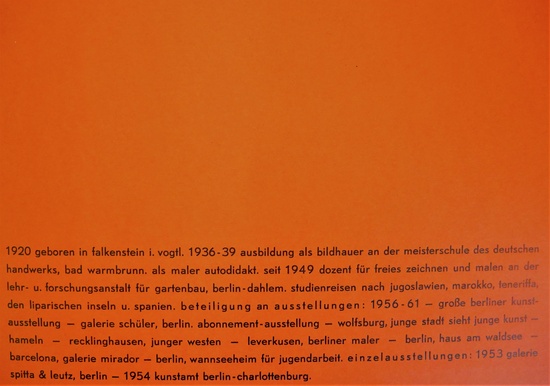 1920 geboren in falkenstein i. vogtl. 1936-39 ausbildung als bildhauer an der meisterschule des deutschen
handwerks, bad warmbrunn. als maler autodidakt. seit 1949 dozent für freies zeichnen und malen an der
lehr- u. forschungsanstalt für gartenbau, berlin-dahlem. studienreisen nach jugoslawien, marokko, teneriffa,
den liparischen inseln u. spanien. beteiligung an ausstellungen: 1956-61 — große berliner kunst-
ausstellung — galerie schüler, berlin. abonnement-ausstellung — wolfsburg, junge stadt sieht junge kunst —
hameln — recklinghausen, junger westen — leverkusen, berliner maler — berlin, haus am waldsee —
barcelona, galerie mirador — berlin, wannseeheim für jugendarbeit. einzelausstellungen: 1953 galerie
spitta & leutz, berlin — 1954 kunstamt berlin-charlottenburg.